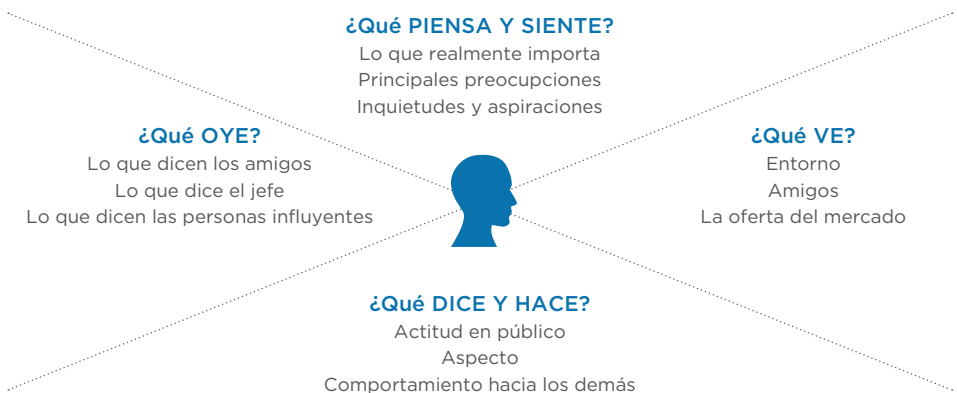 ¿Qué PIENSA Y SIENTE?
Lo que realmente importa
Principales preocupciones
Inquietudes y aspiraciones
¿Qué OYE?
Lo que dicen los amigos
Lo que dice el jefe
Lo que dicen las personas influyentes
¿Qué VE?
Entorno
Amigos
La oferta del mercado
¿Qué DICE Y HACE?
Actitud en público
Aspecto
Comportamiento hacia los demás